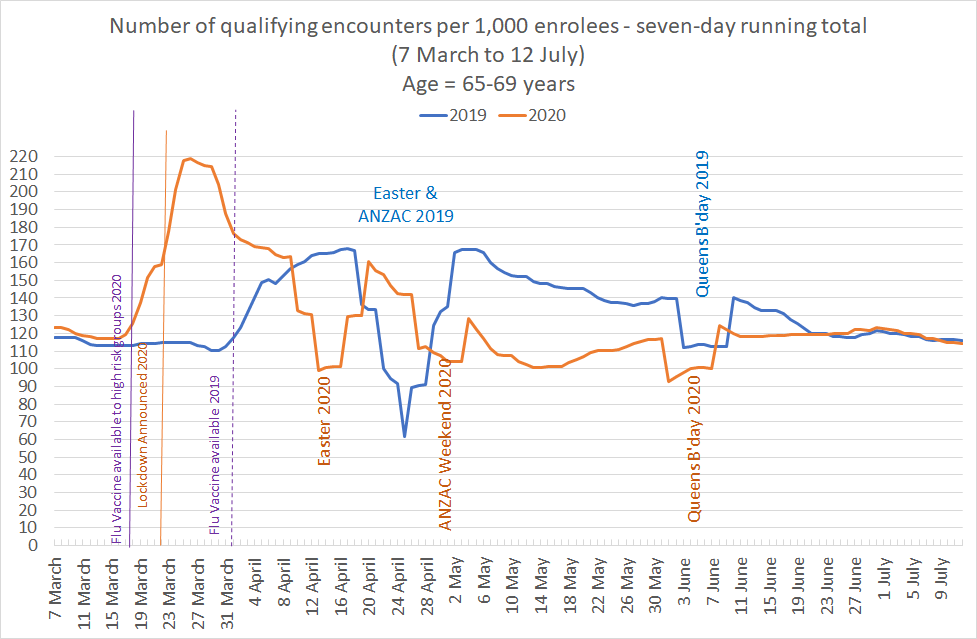 Number of qualifying encounters per 1,000 enrolees - seven-day running total
(7 March to 12 July)
Age = 65-69 years
2019 2020
220
210
200
190
180
170
160
150
140
130
120
110
100
90
80
70
60
50
40
30
20
10
0
Flu Vaccine available to high risk groups 2020
Lockdown Announced 2020
Flu Vaccine available 2019
Easter 2020
Easter &
ANZAC 2019
ANZAC Weekend 2020
Queens B'day 2019
Queens B'day 2020
7 March
11 March
15 March
19 March
23 March
27 March
31 March
4 April
8 April
12 April
16 April
20 April
24 April
28 April
2 May
6 May
10 May
14 May
18 May
22 May
26 May
30 May
3 June
7 June
11 June
15 June
19 June
23 June
27 June
1 July
5 July
9 July